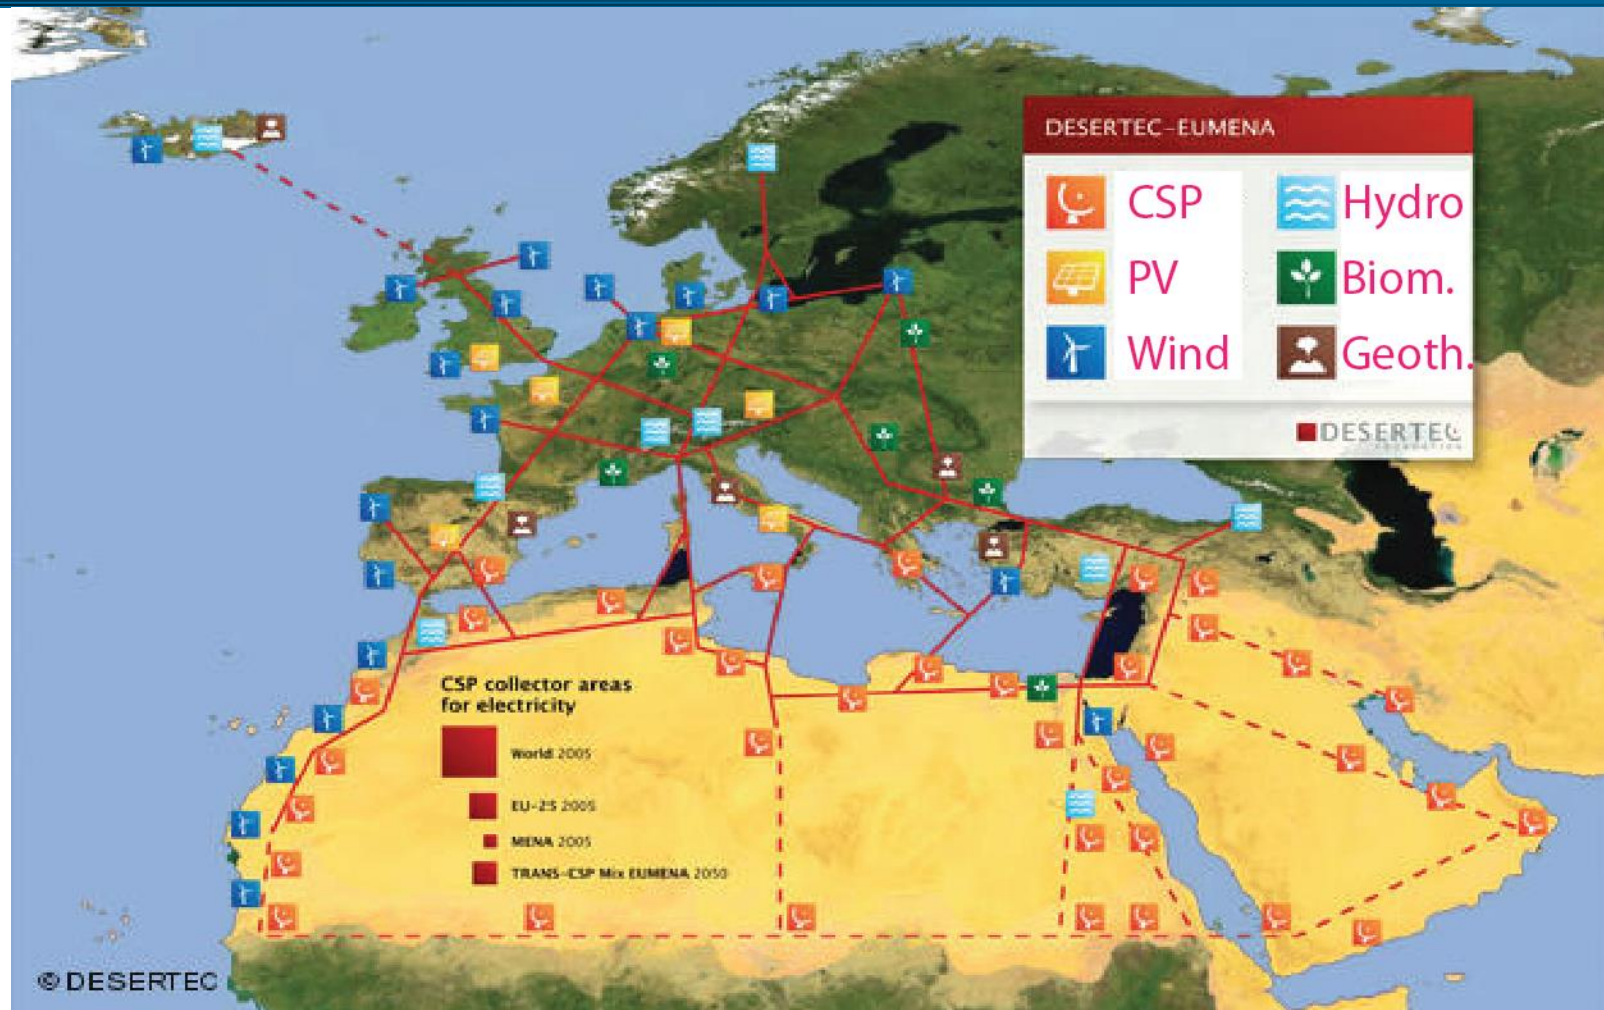 DESERTEC-EUMENA
CSP
Hydro
PV
Biom.
Wind
Geoth.
DESERTEC
CSP collector areas
for electricity
World 2005
EU-25 2005
MENA 2005
TRANS-CSP Mix EUMENA 2050
© DESERTEC